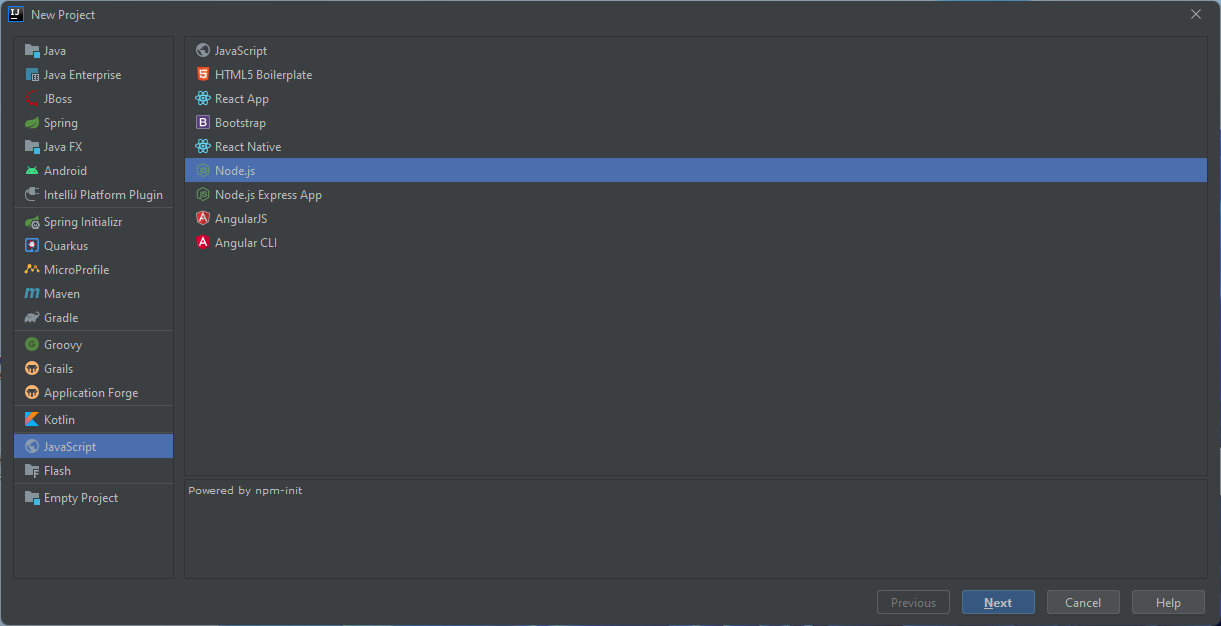 New Project
Java
Java Enterprise
JBoss
Spring
Java FX
Android
IntelliJ Platform Plugin
Spring Initializr
Quarkus
MicroProfile
Maven
Gradle
Groovy
Grails
Application Forge
Kotlin
JavaScript
Flash
Empty Project
JavaScript
HTML5 Boilerplate
React App
Bootstrap
React Native
Node.js
Node.js Express App
AngularJS
Angular CLI
Powered by npm-init
Previous
Next
Cancel
Help